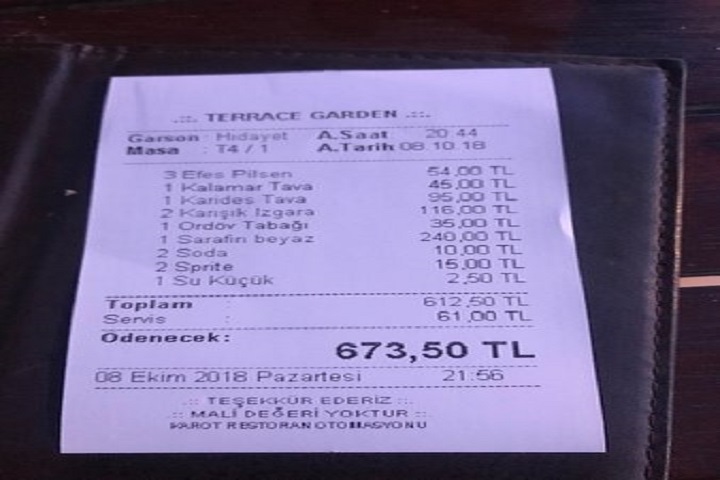 .::. TERRACE GARDEN .::.
Garson : Hidayet A.Saat 20:44
Masa : T4 / 1 A.Tarih 08.10.18
3 Efes Pilsen 54,00 TL
1 Kalamar Tava 45,00 TL
1 Karides Tava 95,00 TL
2 Karışık Izgara 116,00 TL
1 Ordöv Tabağı 35,00 TL
1 Sarafin beyaz 240,00 TL
2 Soda 10,00 TL
2 Sprite 15,00 TL
1 Su Küçük 2,50 TL
Toplam : 612,50 TL
Servis : 61,00 TL
Ödenecek:
673,50 TL
08 Ekim 2018 Pazartesi 21:56
.::. TEŞEKKÜR EDERİZ .::.
.::. MALİ DEĞERİ YOKTUR .::.
KAROT RESTORAN OTOMASYONU